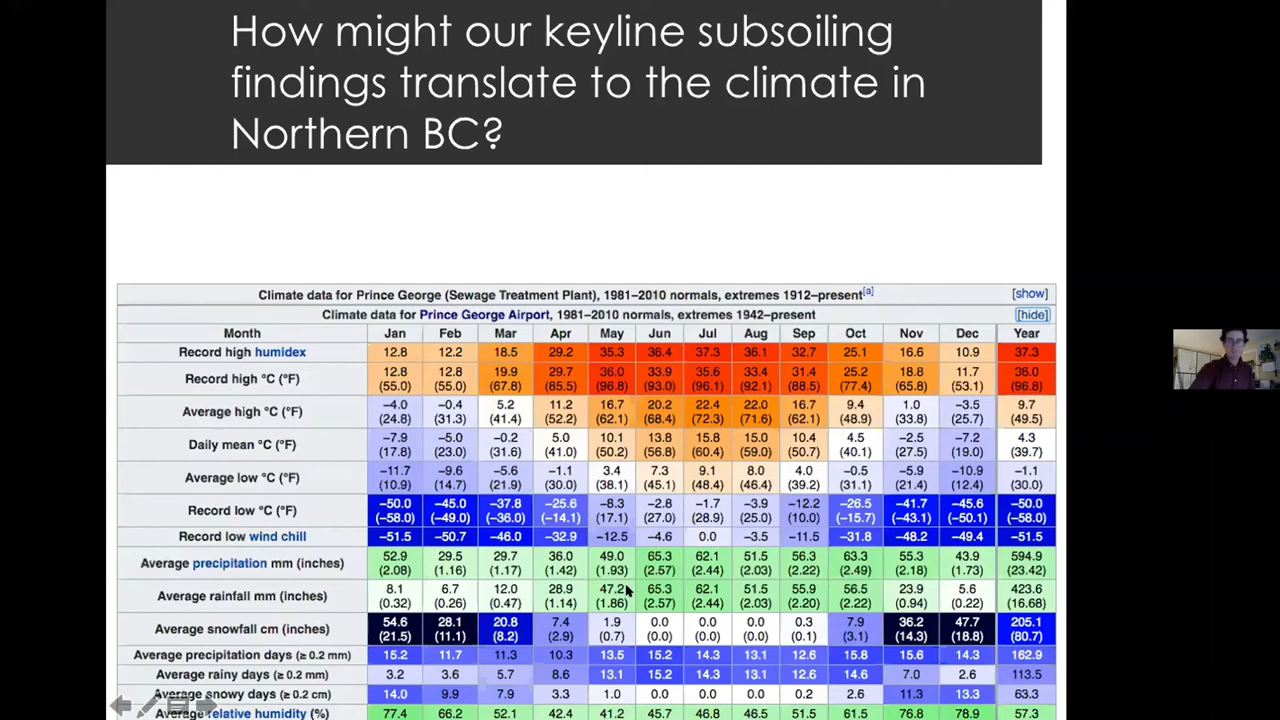 How might our keyline subsoiling
findings translate to the climate in
Northern BC?
Climate data for Prince George (Sewage Treatment Plant), 1981–2010 normals, extremes 1912–present[a] [show]
Climate data for Prince George Airport, 1981–2010 normals, extremes 1942–present [hide]
Month Jan Feb Mar Apr May Jun Jul Aug Sep Oct Nov Dec Year
Record high humidex 12.8 12.2 18.5 29.2 35.3 36.4 37.3 36.1 32.7 25.1 16.6 10.9 37.3
Record high °C (°F) 12.8 12.8 19.9 29.7 36.0 33.9 35.6 33.4 31.4 25.2 18.8 11.7 36.0
(55.0) (55.0) (67.8) (85.5) (96.8) (93.0) (96.1) (92.1) (88.5) (77.4) (65.8) (53.1) (96.8)
Average high °C (°F) −4.0 −0.4 5.2 11.2 16.7 20.2 22.4 22.0 16.7 9.4 1.0 −3.5 9.7
(24.8) (31.3) (41.4) (52.2) (62.1) (68.4) (72.3) (71.6) (62.1) (48.9) (33.8) (25.7) (49.5)
Daily mean °C (°F) −7.9 −5.0 −0.2 5.0 10.1 13.8 15.8 15.0 10.4 4.5 −2.5 −7.2 4.3
(17.8) (23.0) (31.6) (41.0) (50.2) (56.8) (60.4) (59.0) (50.7) (40.1) (27.5) (19.0) (39.7)
Average low °C (°F) −11.7 −9.6 −5.6 −1.1 3.4 7.3 9.1 8.0 4.0 −0.5 −5.9 −10.9 −1.1
(10.9) (14.7) (21.9) (30.0) (38.1) (45.1) (48.4) (46.4) (39.2) (31.1) (21.4) (12.4) (30.0)
Record low °C (°F) −50.0 −45.0 −37.8 −25.6 −8.3 −2.8 −1.7 −3.9 −12.2 −26.5 −41.7 −45.6 −50.0
(−58.0) (−49.0) (−36.0) (−14.1) (17.1) (27.0) (28.9) (25.0) (10.0) (−15.7) (−43.1) (−50.1) (−58.0)
Record low wind chill −51.5 −50.7 −46.0 −32.9 −12.5 −4.6 0.0 −3.5 −11.5 −31.8 −48.2 −49.4 −51.5
Average precipitation mm (inches) 52.9 29.5 29.7 36.0 49.0 65.3 62.1 51.5 56.3 63.3 55.3 43.9 594.9
(2.08) (1.16) (1.17) (1.42) (1.93) (2.57) (2.44) (2.03) (2.22) (2.49) (2.18) (1.73) (23.42)
Average rainfall mm (inches) 8.1 6.7 12.0 28.9 47.2 65.3 62.1 51.5 55.9 56.5 23.9 5.6 423.6
(0.32) (0.26) (0.47) (1.14) (1.86) (2.57) (2.44) (2.03) (2.20) (2.22) (0.94) (0.22) (16.68)
Average snowfall cm (inches) 54.6 28.1 20.8 7.4 1.9 0.0 0.0 0.0 0.3 7.9 36.2 47.7 205.1
(21.5) (11.1) (8.2) (2.9) (0.7) (0.0) (0.0) (0.0) (0.1) (3.1) (14.3) (18.8) (80.7)
Average precipitation days (≥ 0.2 mm) 15.2 11.7 11.3 10.3 13.5 15.2 14.3 13.1 12.6 15.8 15.6 14.3 162.9
Average rainy days (≥ 0.2 mm) 3.2 3.6 5.7 8.6 13.1 15.2 14.3 13.1 12.6 14.6 7.0 2.6 113.5
Average snowy days (≥ 0.2 cm) 14.0 9.9 7.9 3.3 1.0 0.0 0.0 0.0 0.2 2.6 11.3 13.3 63.3
Average relative humidity (%) 77.4 66.2 52.1 42.4 41.2 45.7 46.8 46.5 51.5 61.5 76.8 78.9 57.3